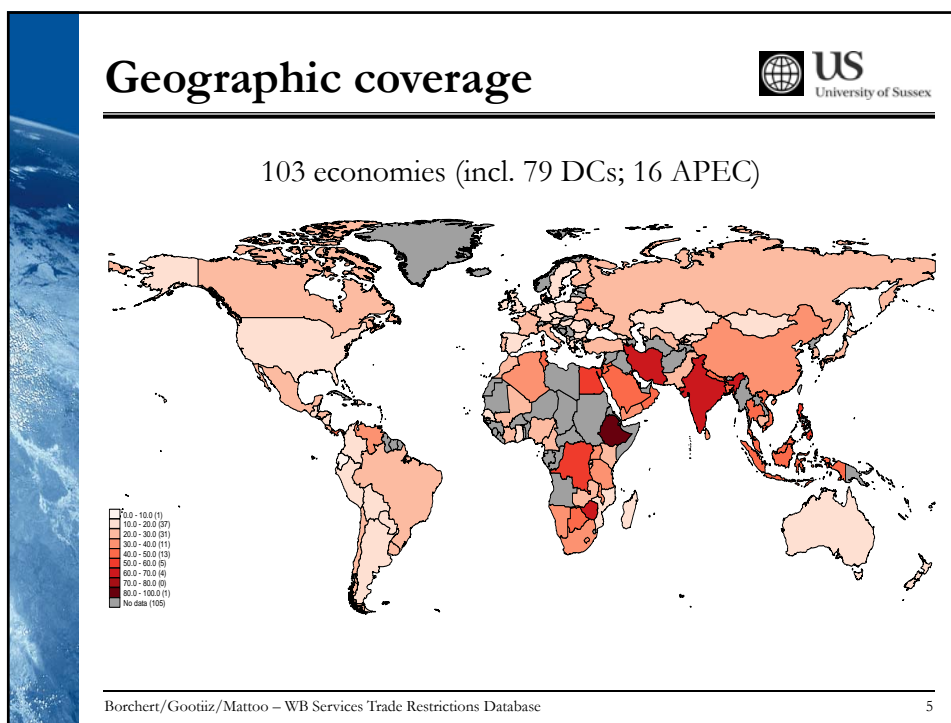 Geographic coverage
US
University of Sussex
103 economies (incl. 79 DCs; 16 APEC)
0.0 - 10.0 (1)
10.0 - 20.0 (37)
20.0 - 30.0 (31)
30.0 - 40.0 (11)
40.0 - 50.0 (13)
50.0 - 60.0 (5)
60.0 - 70.0 (4)
70.0 - 80.0 (0)
80.0 - 100.0 (1)
No data (105)
Borchert/Gootiiz/Mattoo – WB Services Trade Restrictions Database
5